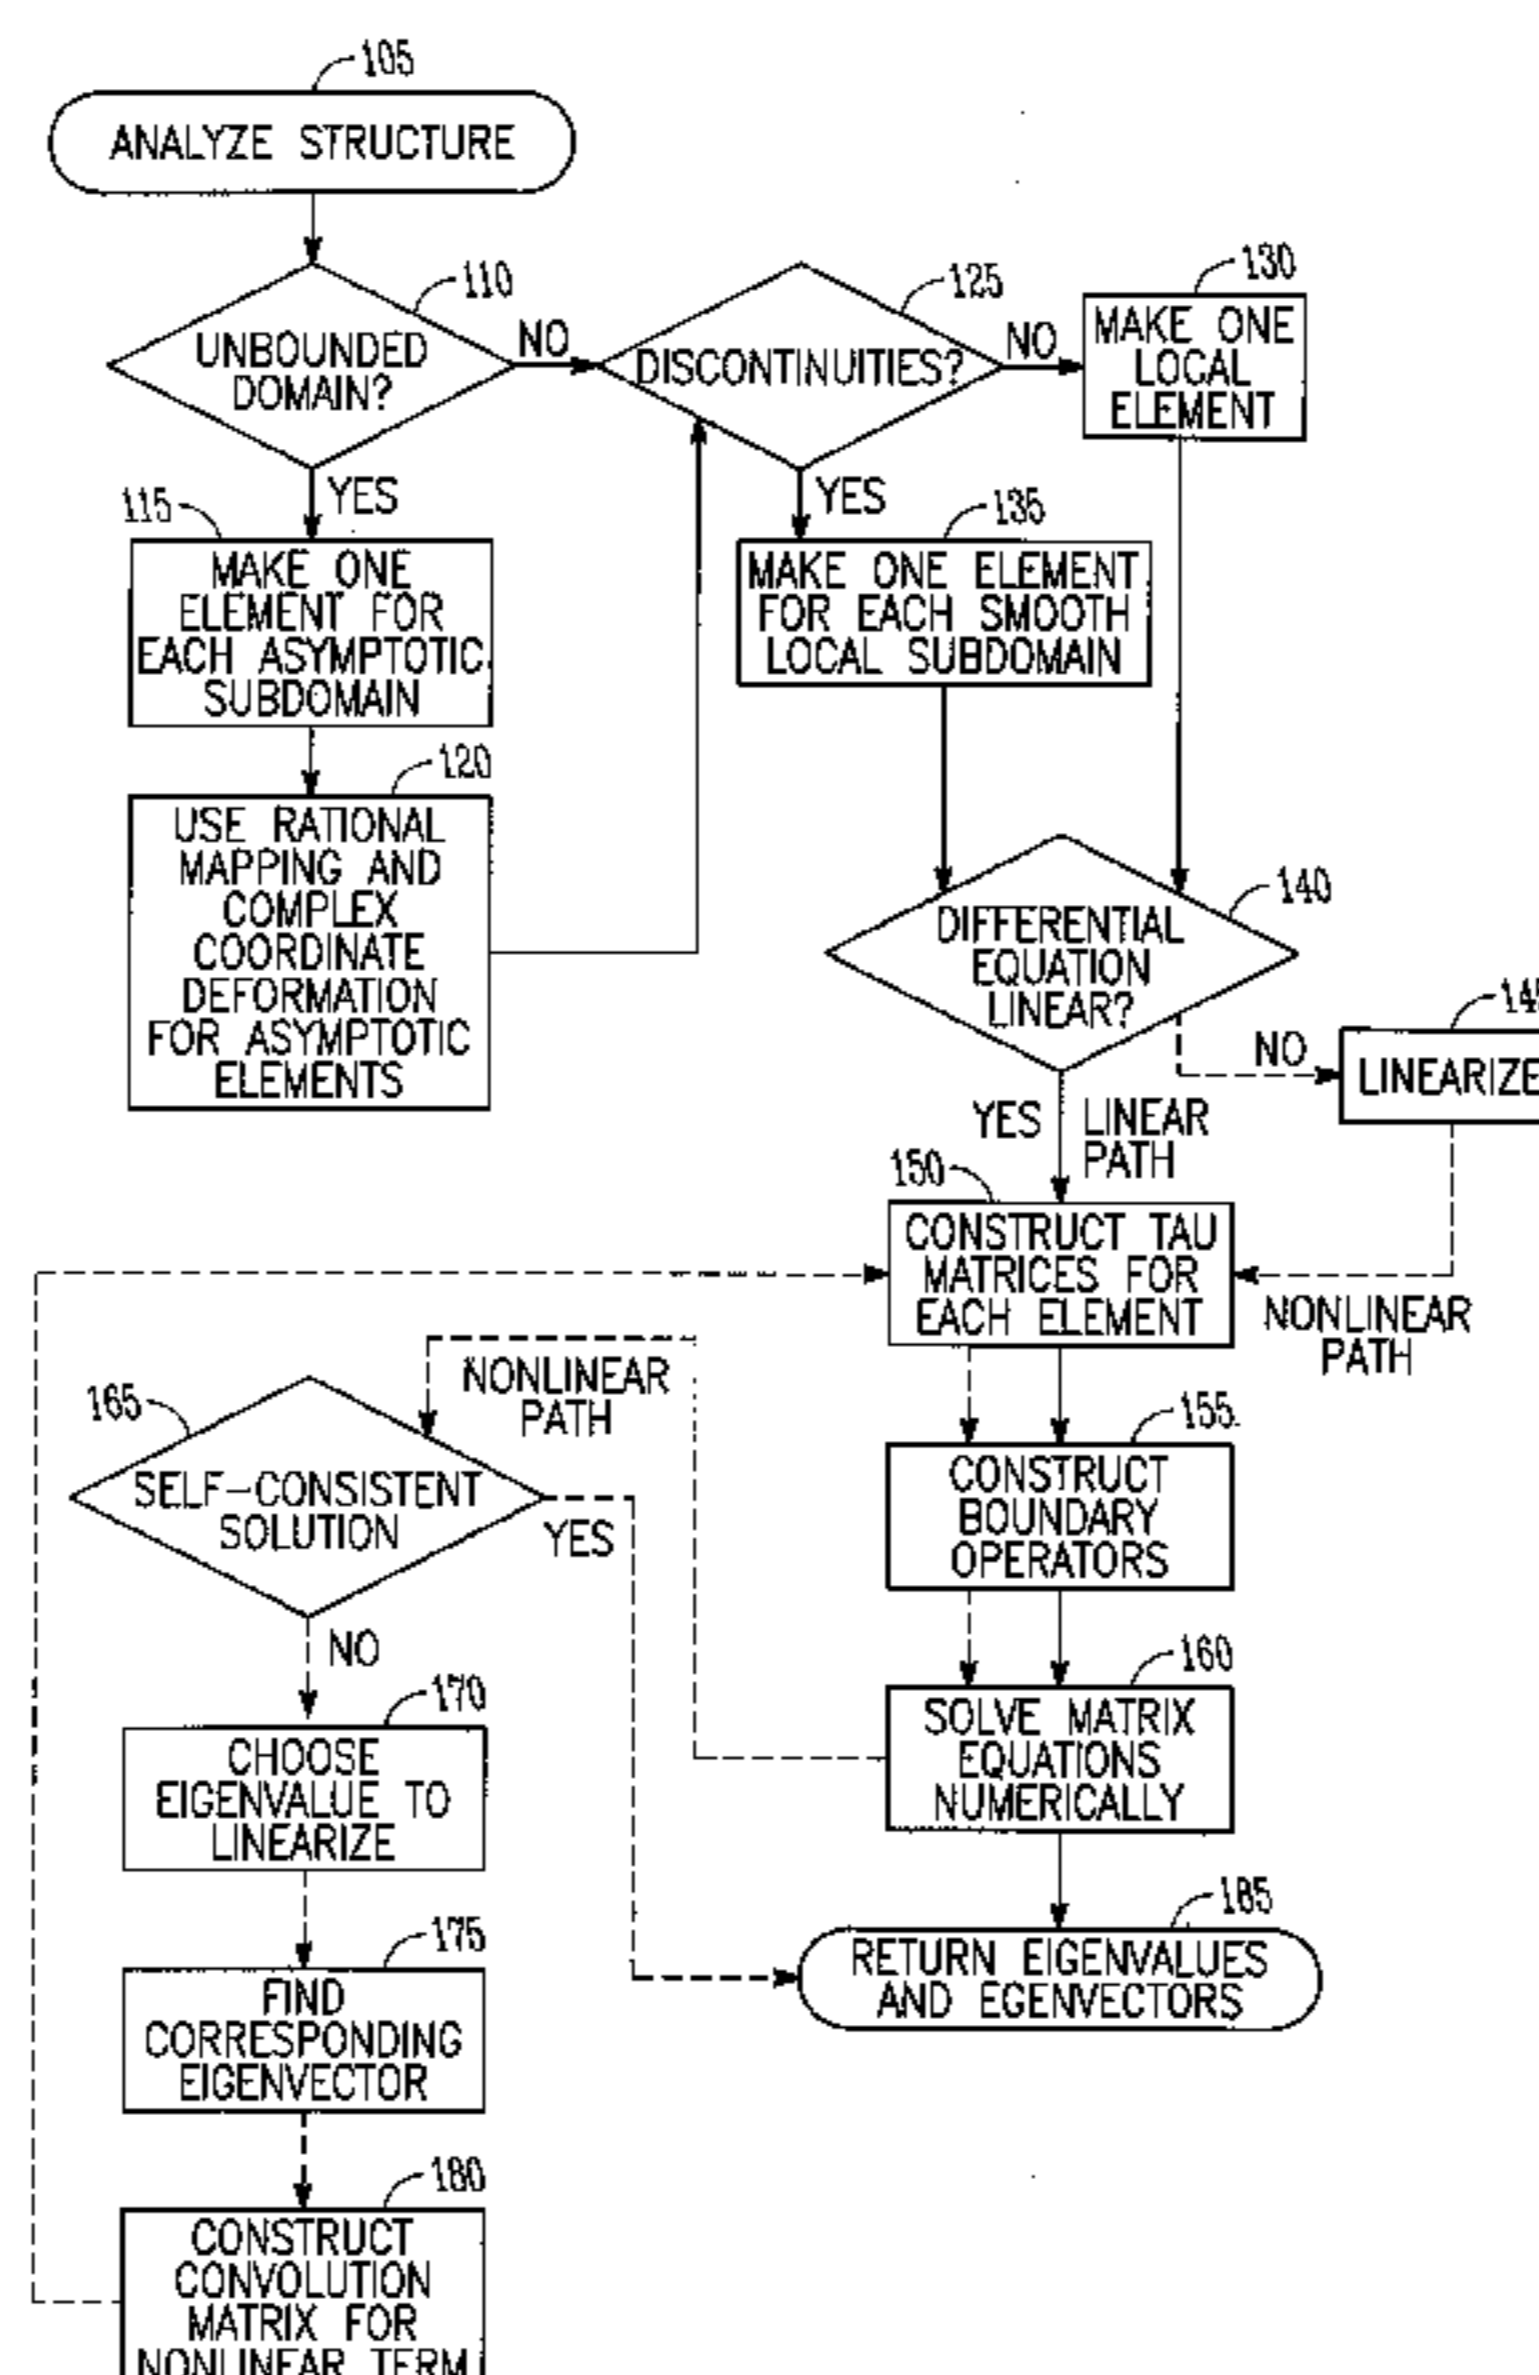 105
ANALYZE STRUCTURE
110
UNBOUNDED
DOMAIN?
NO
YES
125
DISCONTINUITIES?
NO
YES
130
MAKE ONE
LOCAL
ELEMENT
115
MAKE ONE
ELEMENT FOR
EACH ASYMPTOTIC
SUBDOMAIN
135
MAKE ONE ELEMENT
FOR EACH SMOOTH
LOCAL SUBDOMAIN
120
USE RATIONAL
MAPPING AND
COMPLEX
COORDINATE
DEFORMATION
FOR ASYMPTOTIC
ELEMENTS
140
DIFFERENTIAL
EQUATION
LINEAR?
NO
LINEARIZE
YES
LINEAR
PATH
150
CONSTRUCT TAU
MATRICES FOR
EACH ELEMENT
NONLINEAR
PATH
NONLINEAR
PATH
165
SELF-CONSISTENT
SOLUTION
YES
NO
155
CONSTRUCT
BOUNDARY
OPERATORS
160
SOLVE MATRIX
EQUATIONS
NUMERICALLY
170
CHOOSE
EIGENVALUE TO
LINEARIZE
185
RETURN EIGENVALUES
AND EGENVECTORS
175
FIND
CORRESPONDING
EIGENVECTOR
180
CONSTRUCT
CONVOLUTION
MATRIX FOR
NONLINEAR TERM